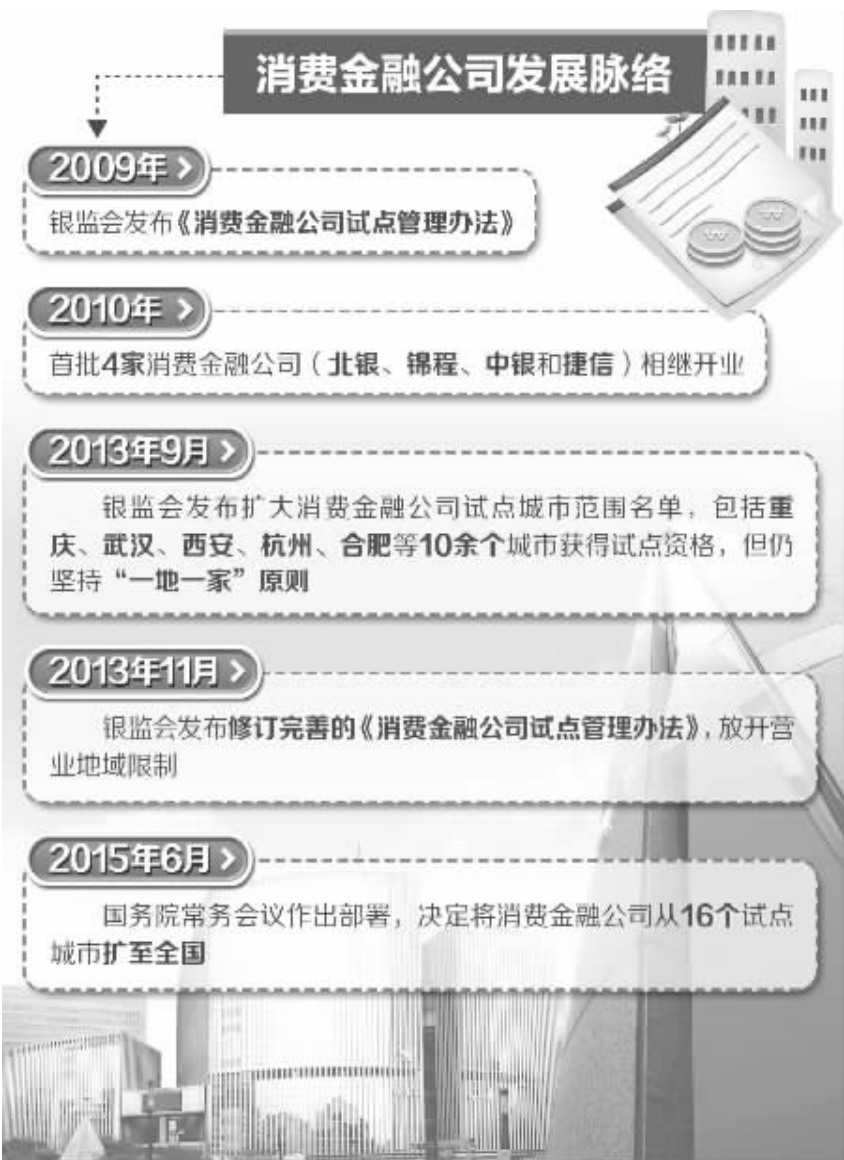 消费金融公司发展脉络
2009年
银监会发布《消费金融公司试点管理办法》
2010年
首批4家消费金融公司（北银、锦程、中银和捷信）相继开业
2013年9月
银监会发布扩大消费金融公司试点城市范围名单，包括重
庆、武汉、西安、杭州、合肥等10余个城市获得试点资格，但仍
坚持“一地一家”原则
2013年11月
银监会发布修订完善的《消费金融公司试点管理办法》，放开营
业地域限制
2015年6月
国务院常务会议作出部署，决定将消费金融公司从16个试点
城市扩至全国